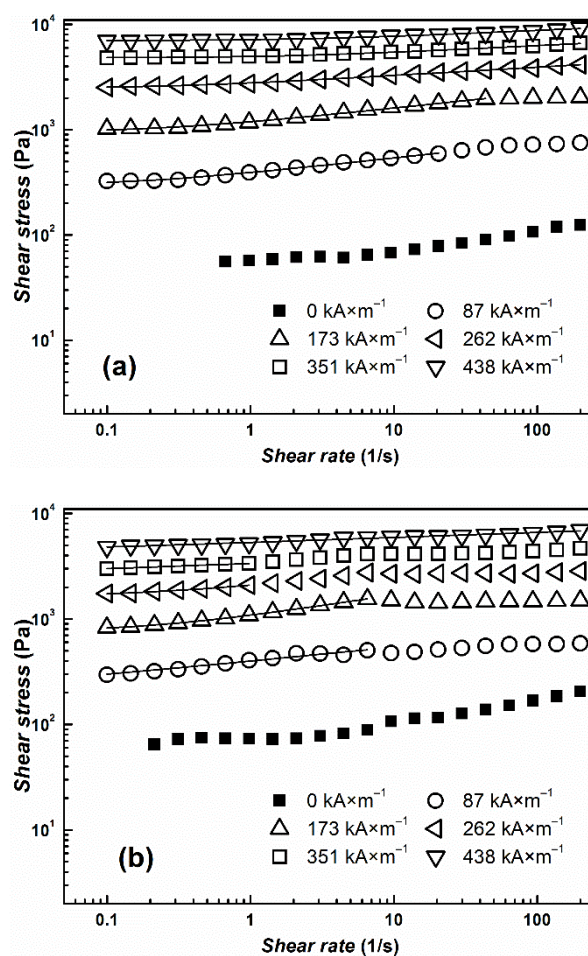 10⁴
10³
10²
10¹
Shear stress (Pa)
0 kA×m⁻¹ 87 kA×m⁻¹
173 kA×m⁻¹ 262 kA×m⁻¹
351 kA×m⁻¹ 438 kA×m⁻¹
(a)
0.1 1 10 100
Shear rate (1/s)
10⁴
10³
10²
10¹
Shear stress (Pa)
0 kA×m⁻¹ 87 kA×m⁻¹
173 kA×m⁻¹ 262 kA×m⁻¹
351 kA×m⁻¹ 438 kA×m⁻¹
(b)
0.1 1 10 100
Shear rate (1/s)